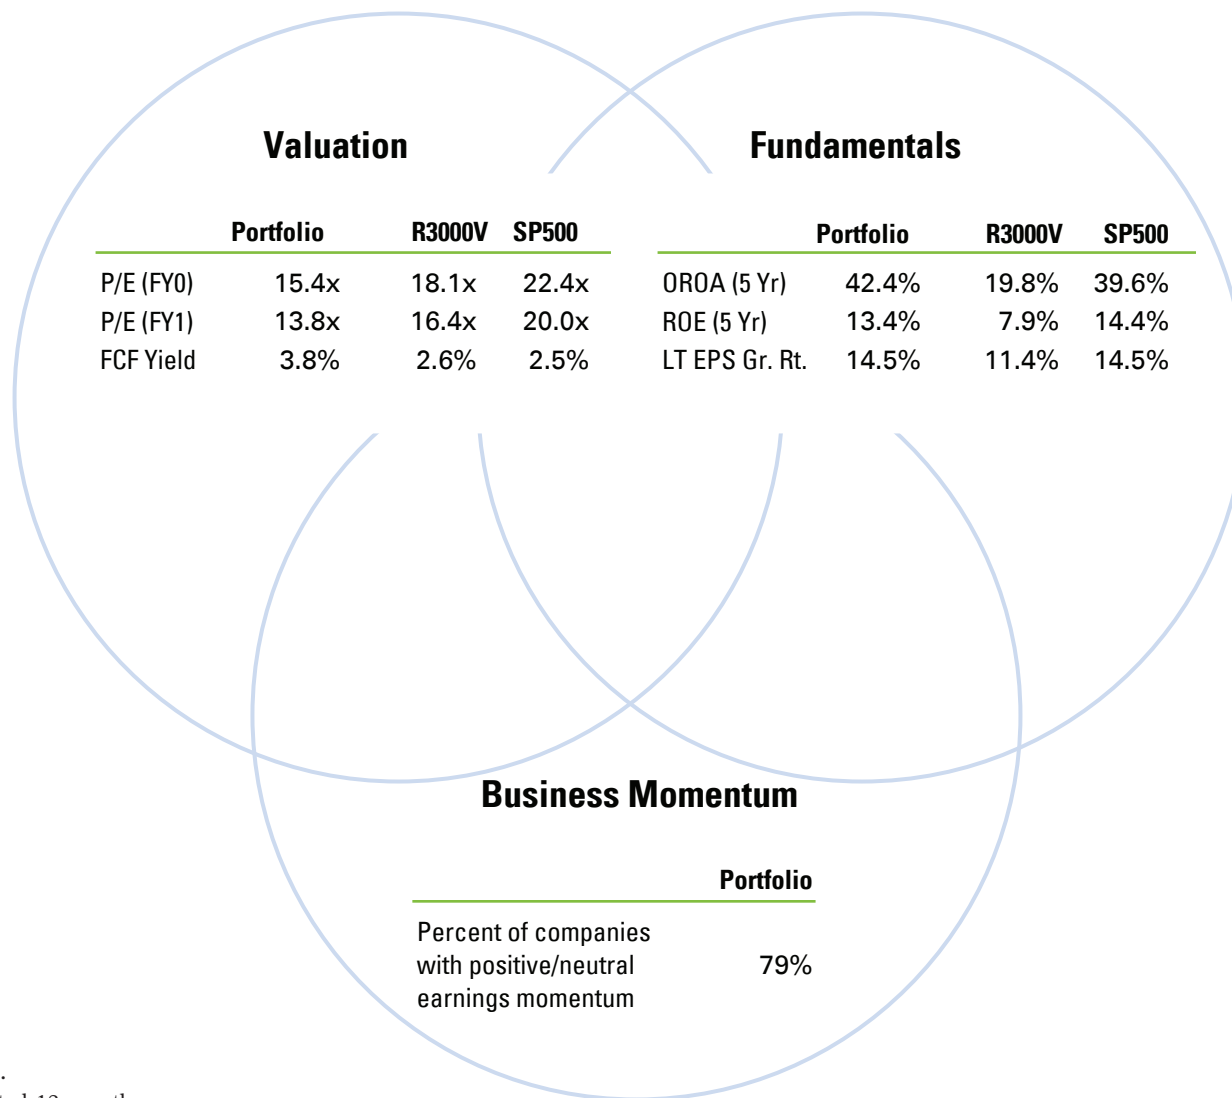 Valuation
Portfolio R3000V SP500
P/E (FY0) 15.4x 18.1x 22.4x
P/E (FY1) 13.8x 16.4x 20.0x
FCF Yield 3.8% 2.6% 2.5%
Fundamentals
Portfolio R3000V SP500
OROA (5 Yr) 42.4% 19.8% 39.6%
ROE (5 Yr) 13.4% 7.9% 14.4%
LT EPS Gr. Rt. 14.5% 11.4% 14.5%
Business Momentum
Portfolio
Percent of companies
with positive/neutral 79%
earnings momentum